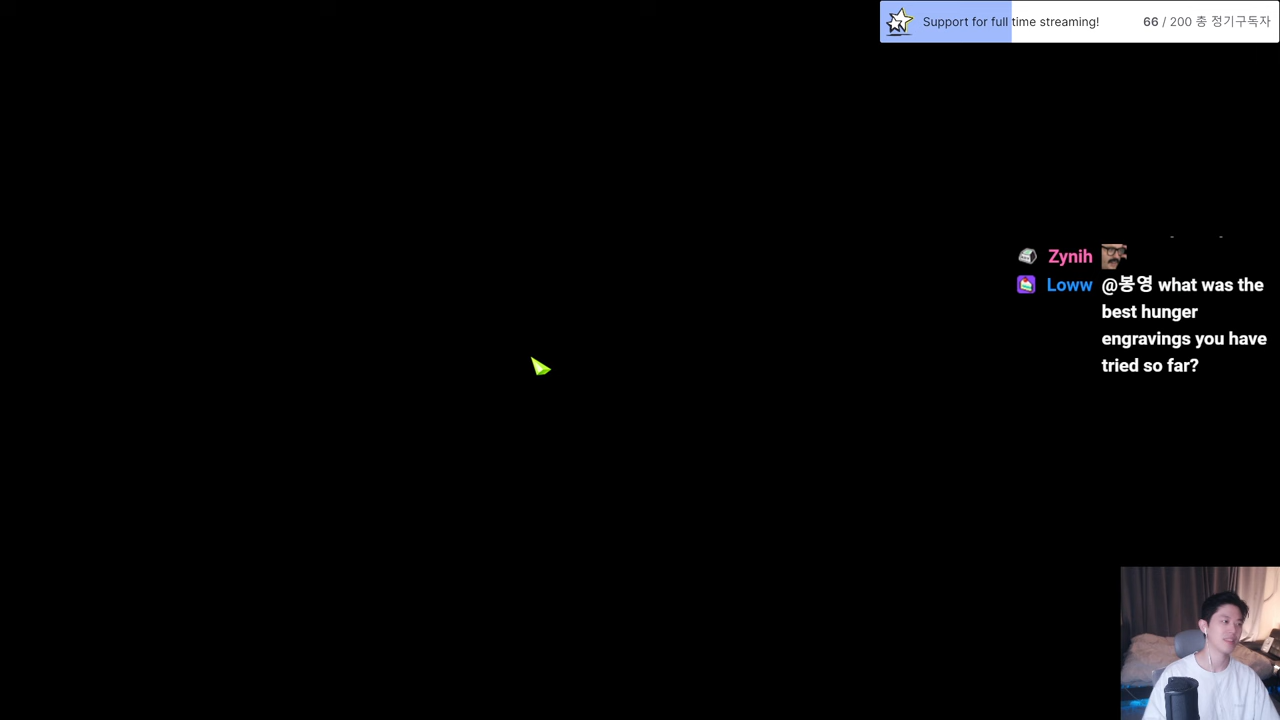 Support for full time streaming! 66 / 200 종 정기구독자
Zynih
Loww @봉영 what was the
best hunger
engravings you have
tried so far?